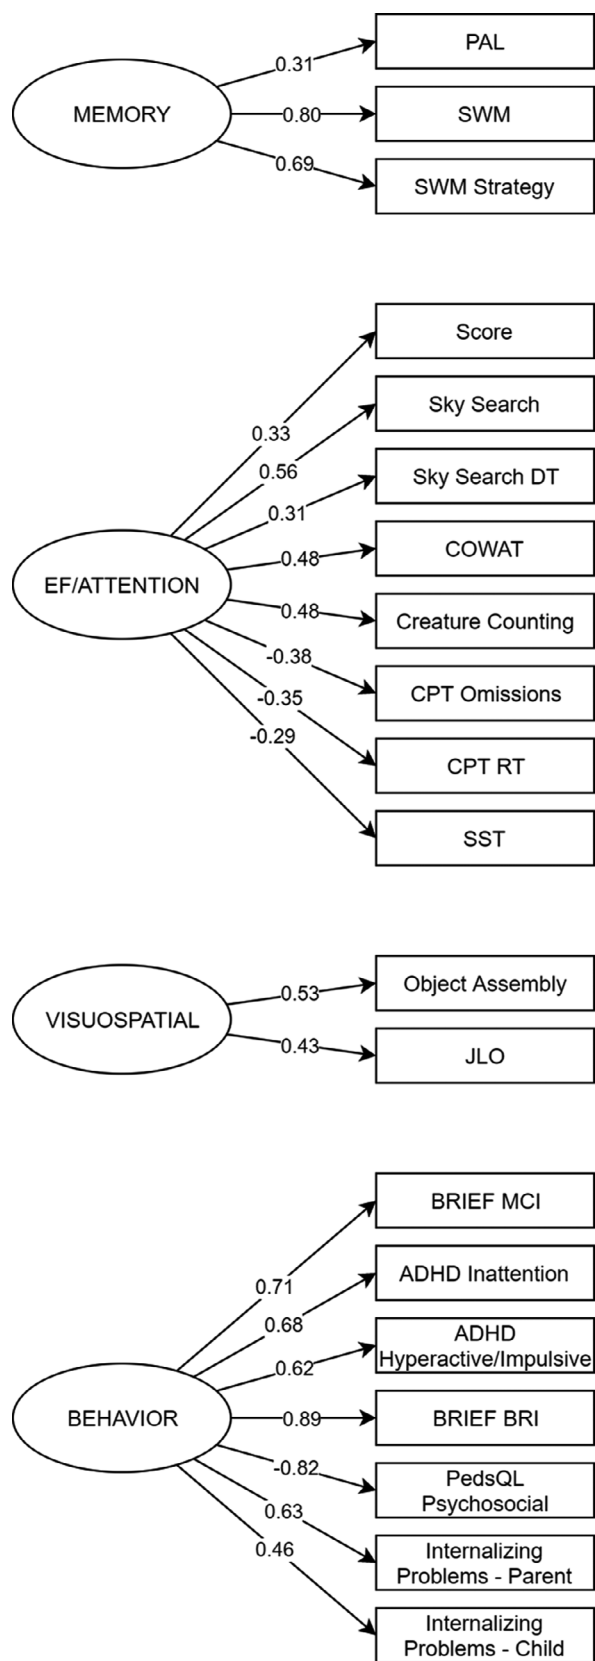 PAL
0.31
MEMORY
0.80
SWM
0.69
SWM Strategy
Score
0.33
Sky Search
0.56
Sky Search DT
0.31
EF/ATTENTION
0.48
COWAT
0.48
Creature Counting
-0.38
CPT Omissions
-0.35
CPT RT
-0.29
SST
VISUOSPATIAL
0.53
Object Assembly
0.43
JLO
BRIEF MCI
0.71
ADHD Inattention
0.68
ADHD
Hyperactive/Impulsive
0.62
BEHAVIOR
0.89
BRIEF BRI
-0.82
PedsQL
Psychosocial
0.63
Internalizing
Problems - Parent
0.46
Internalizing
Problems - Child